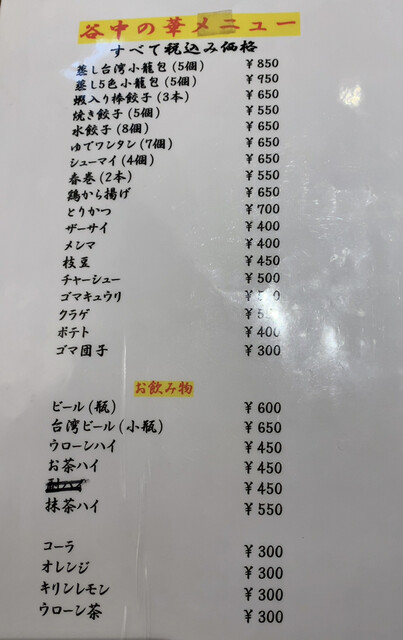 谷中の華メニュー
すべて税込み価格
蒸し台湾小籠包(5個) ¥850
蒸し5色小籠包(5個) ¥950
蝦入り棒餃子(3本) ¥650
焼き餃子(5個) ¥550
水餃子(8個) ¥650
ゆでワンタン(7個) ¥650
シューマイ(4個) ¥650
春巻(2本) ¥550
鶏から揚げ ¥650
とりかつ ¥700
ザーサイ ¥400
メンマ ¥400
枝豆 ¥450
チャーシュー ¥500
ゴマキュウリ
クラゲ
ポテト ¥400
ゴマ団子 ¥300
お飲み物
ビール(瓶) ¥600
台湾ビール(小瓶) ¥650
ウローンハイ ¥450
お茶ハイ ¥450
¥450
抹茶ハイ ¥550
コーラ ¥300
オレンジ ¥300
キリンレモン ¥300
ウローン茶 ¥300